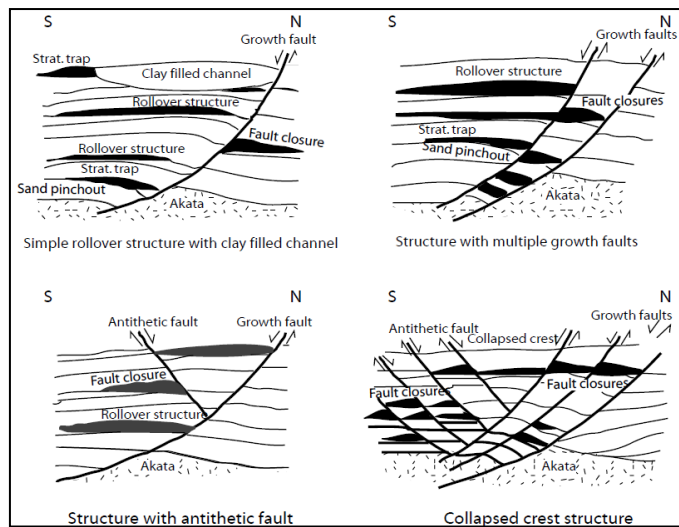 S
N
Growth fault
Strat. trap
Clay filled channel
Rollover structure
Fault closure
Rollover structure
Strat. trap
Sand pinchout
Akata
Simple rollover structure with clay filled channel
S
N
Growth faults
Rollover structure
Fault closures
Strat. trap
Sand pinchout
Akata
Structure with multiple growth faults
S
N
Antithetic fault
Growth fault
Fault closure
Rollover structure
Akata
Structure with antithetic fault
S
N
Growth faults
Antithetic fault
Collapsed crest
Fault closures
Fault closures
Akata
Collapsed crest structure